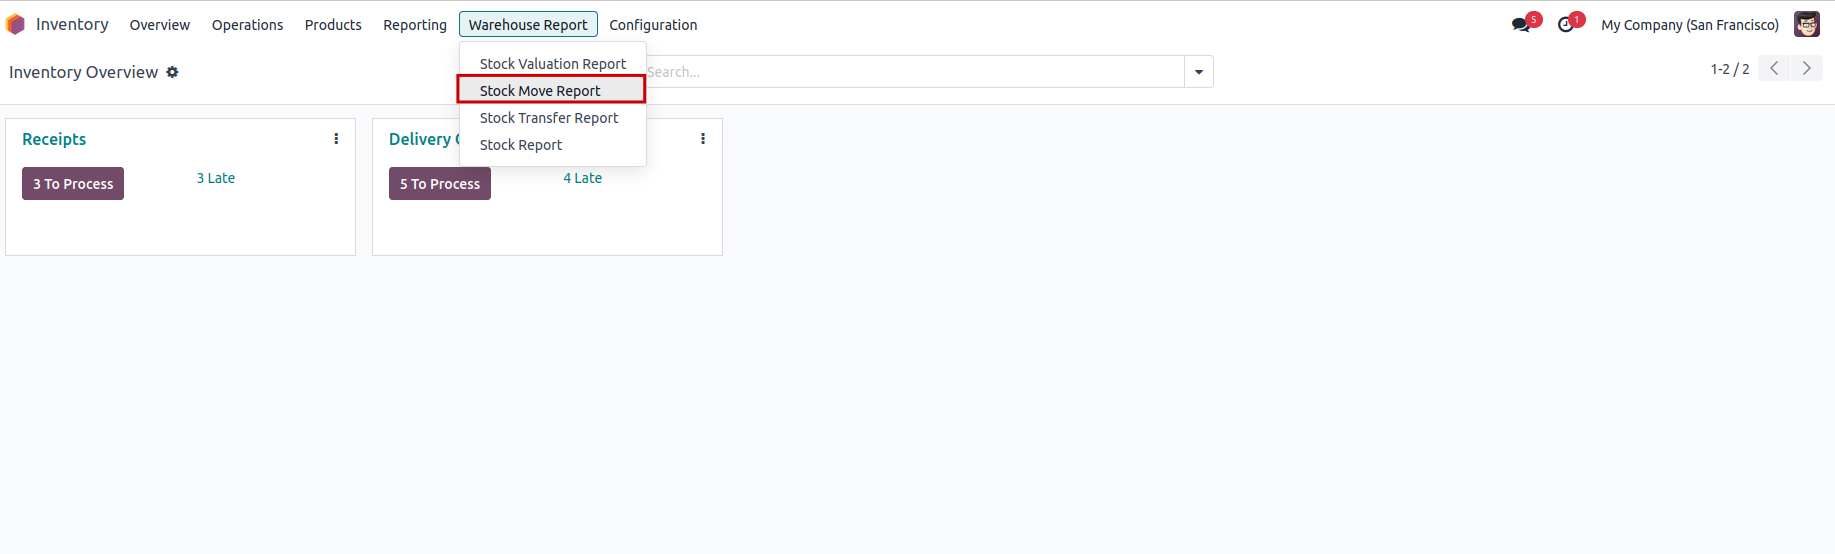 Inventory Overview Operations Products Reporting Warehouse Report Configuration 5 1 My Company (San Francisco)
Inventory Overview Search... 1-2 / 2
Stock Valuation Report
Stock Move Report
Stock Transfer Report
Stock Report
Receipts
3 To Process 3 Late
Delivery
5 To Process 4 Late